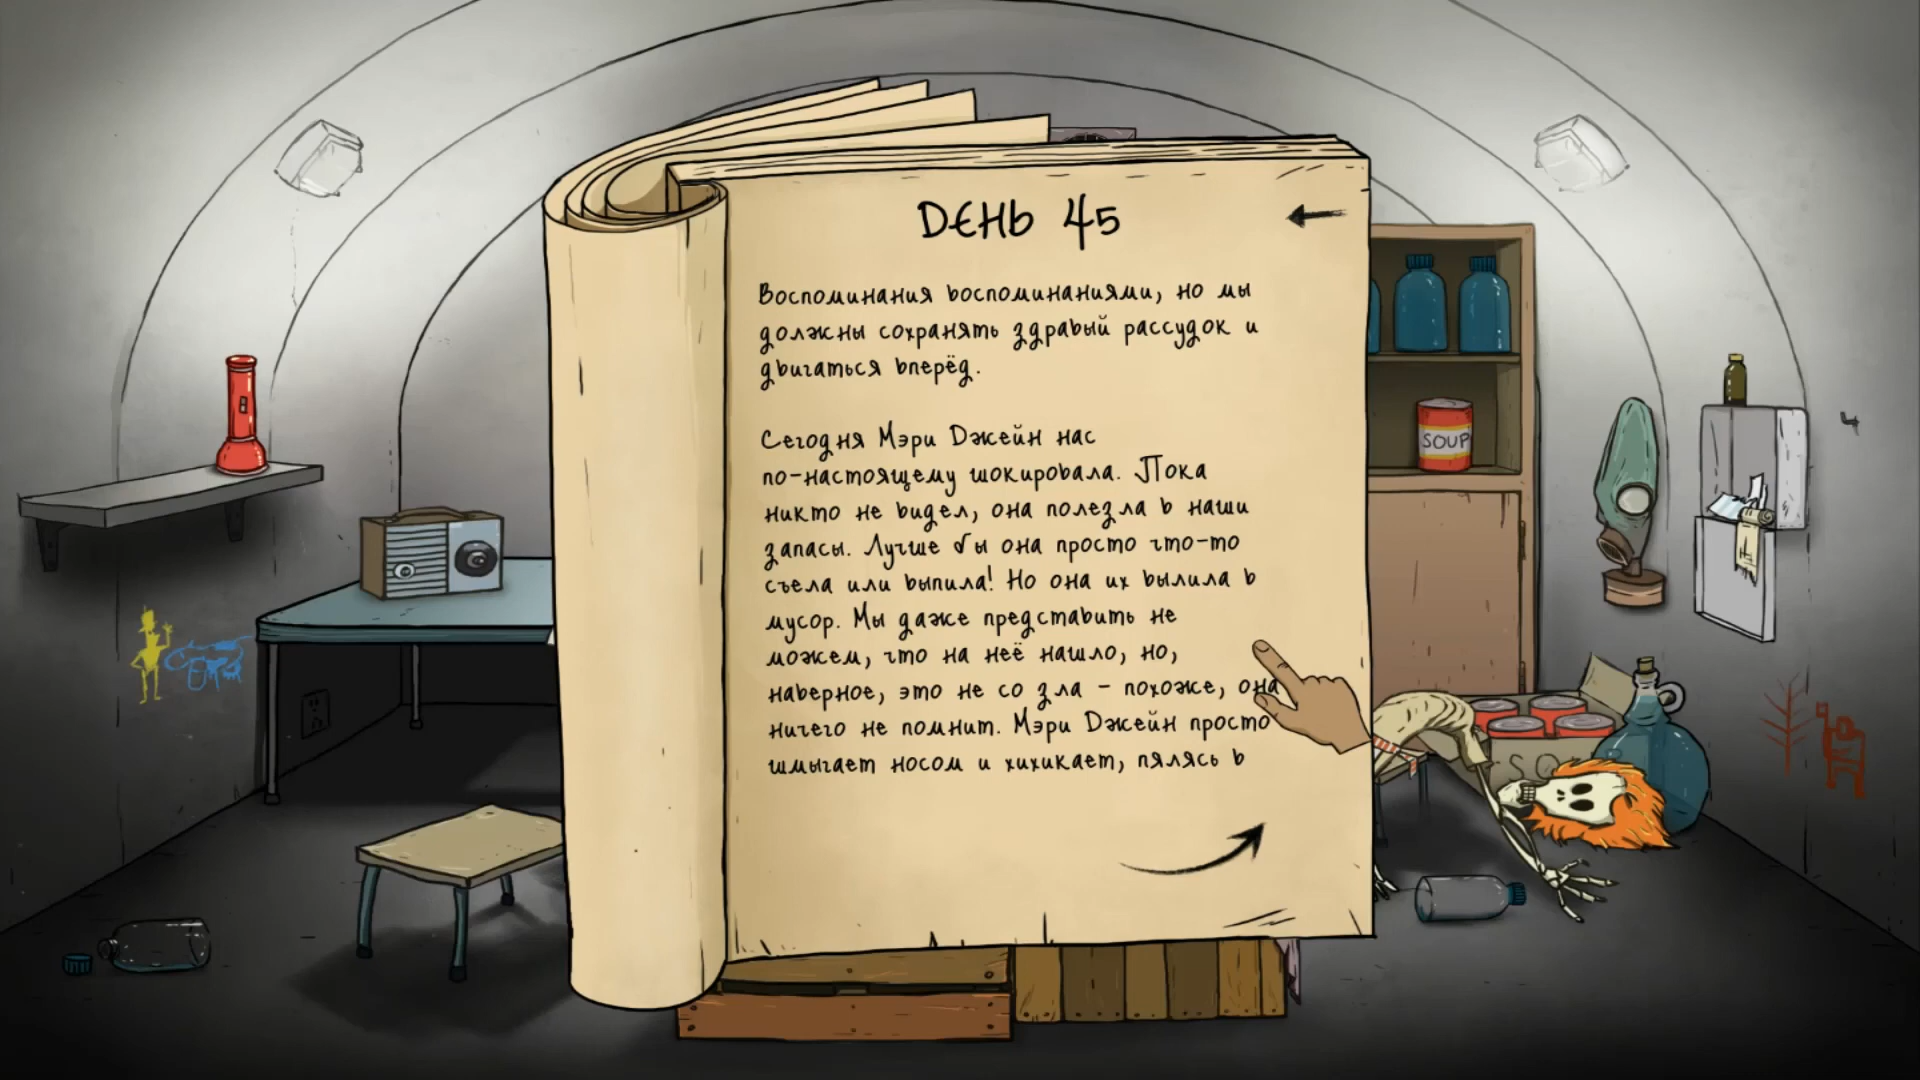 ДЕНЬ 45
Воспоминания воспоминаниями, но мы
должны сохранять здравый рассудок и
двигаться вперёд.
Сегодня Мэри Джейн нас
по-настоящему шокировала. Пока
никто не видел, она полезла в наши
запасы. Лучше бы она просто что-то
съела или выпила! Но она их вылила в
мусор. Мы даже представить не
можем, что на неё нашло, но,
наверное, это не со зла - похоже, она
ничего не помнит. Мэри Джейн просто
шмыгает носом и хихикает, пялясь в
SOUP
SO